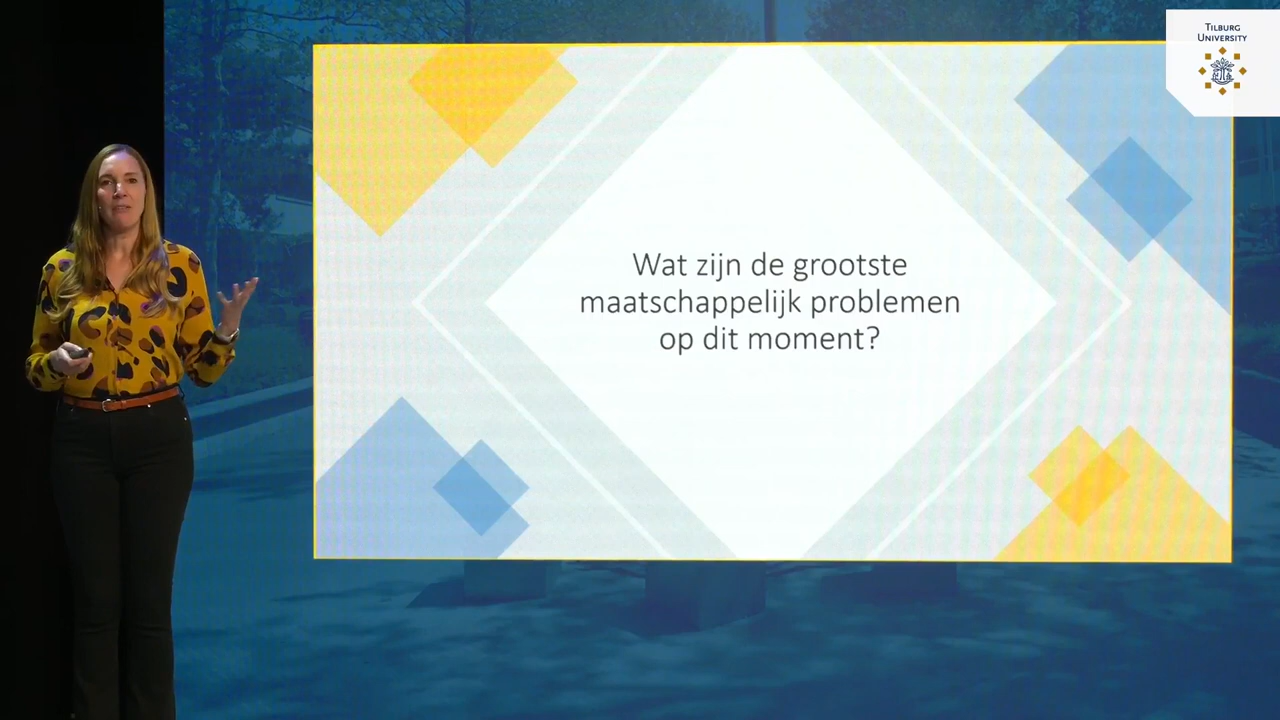 TILBURG
UNIVERSITY
Wat zijn de grootste
maatschappelijk problemen
op dit moment?